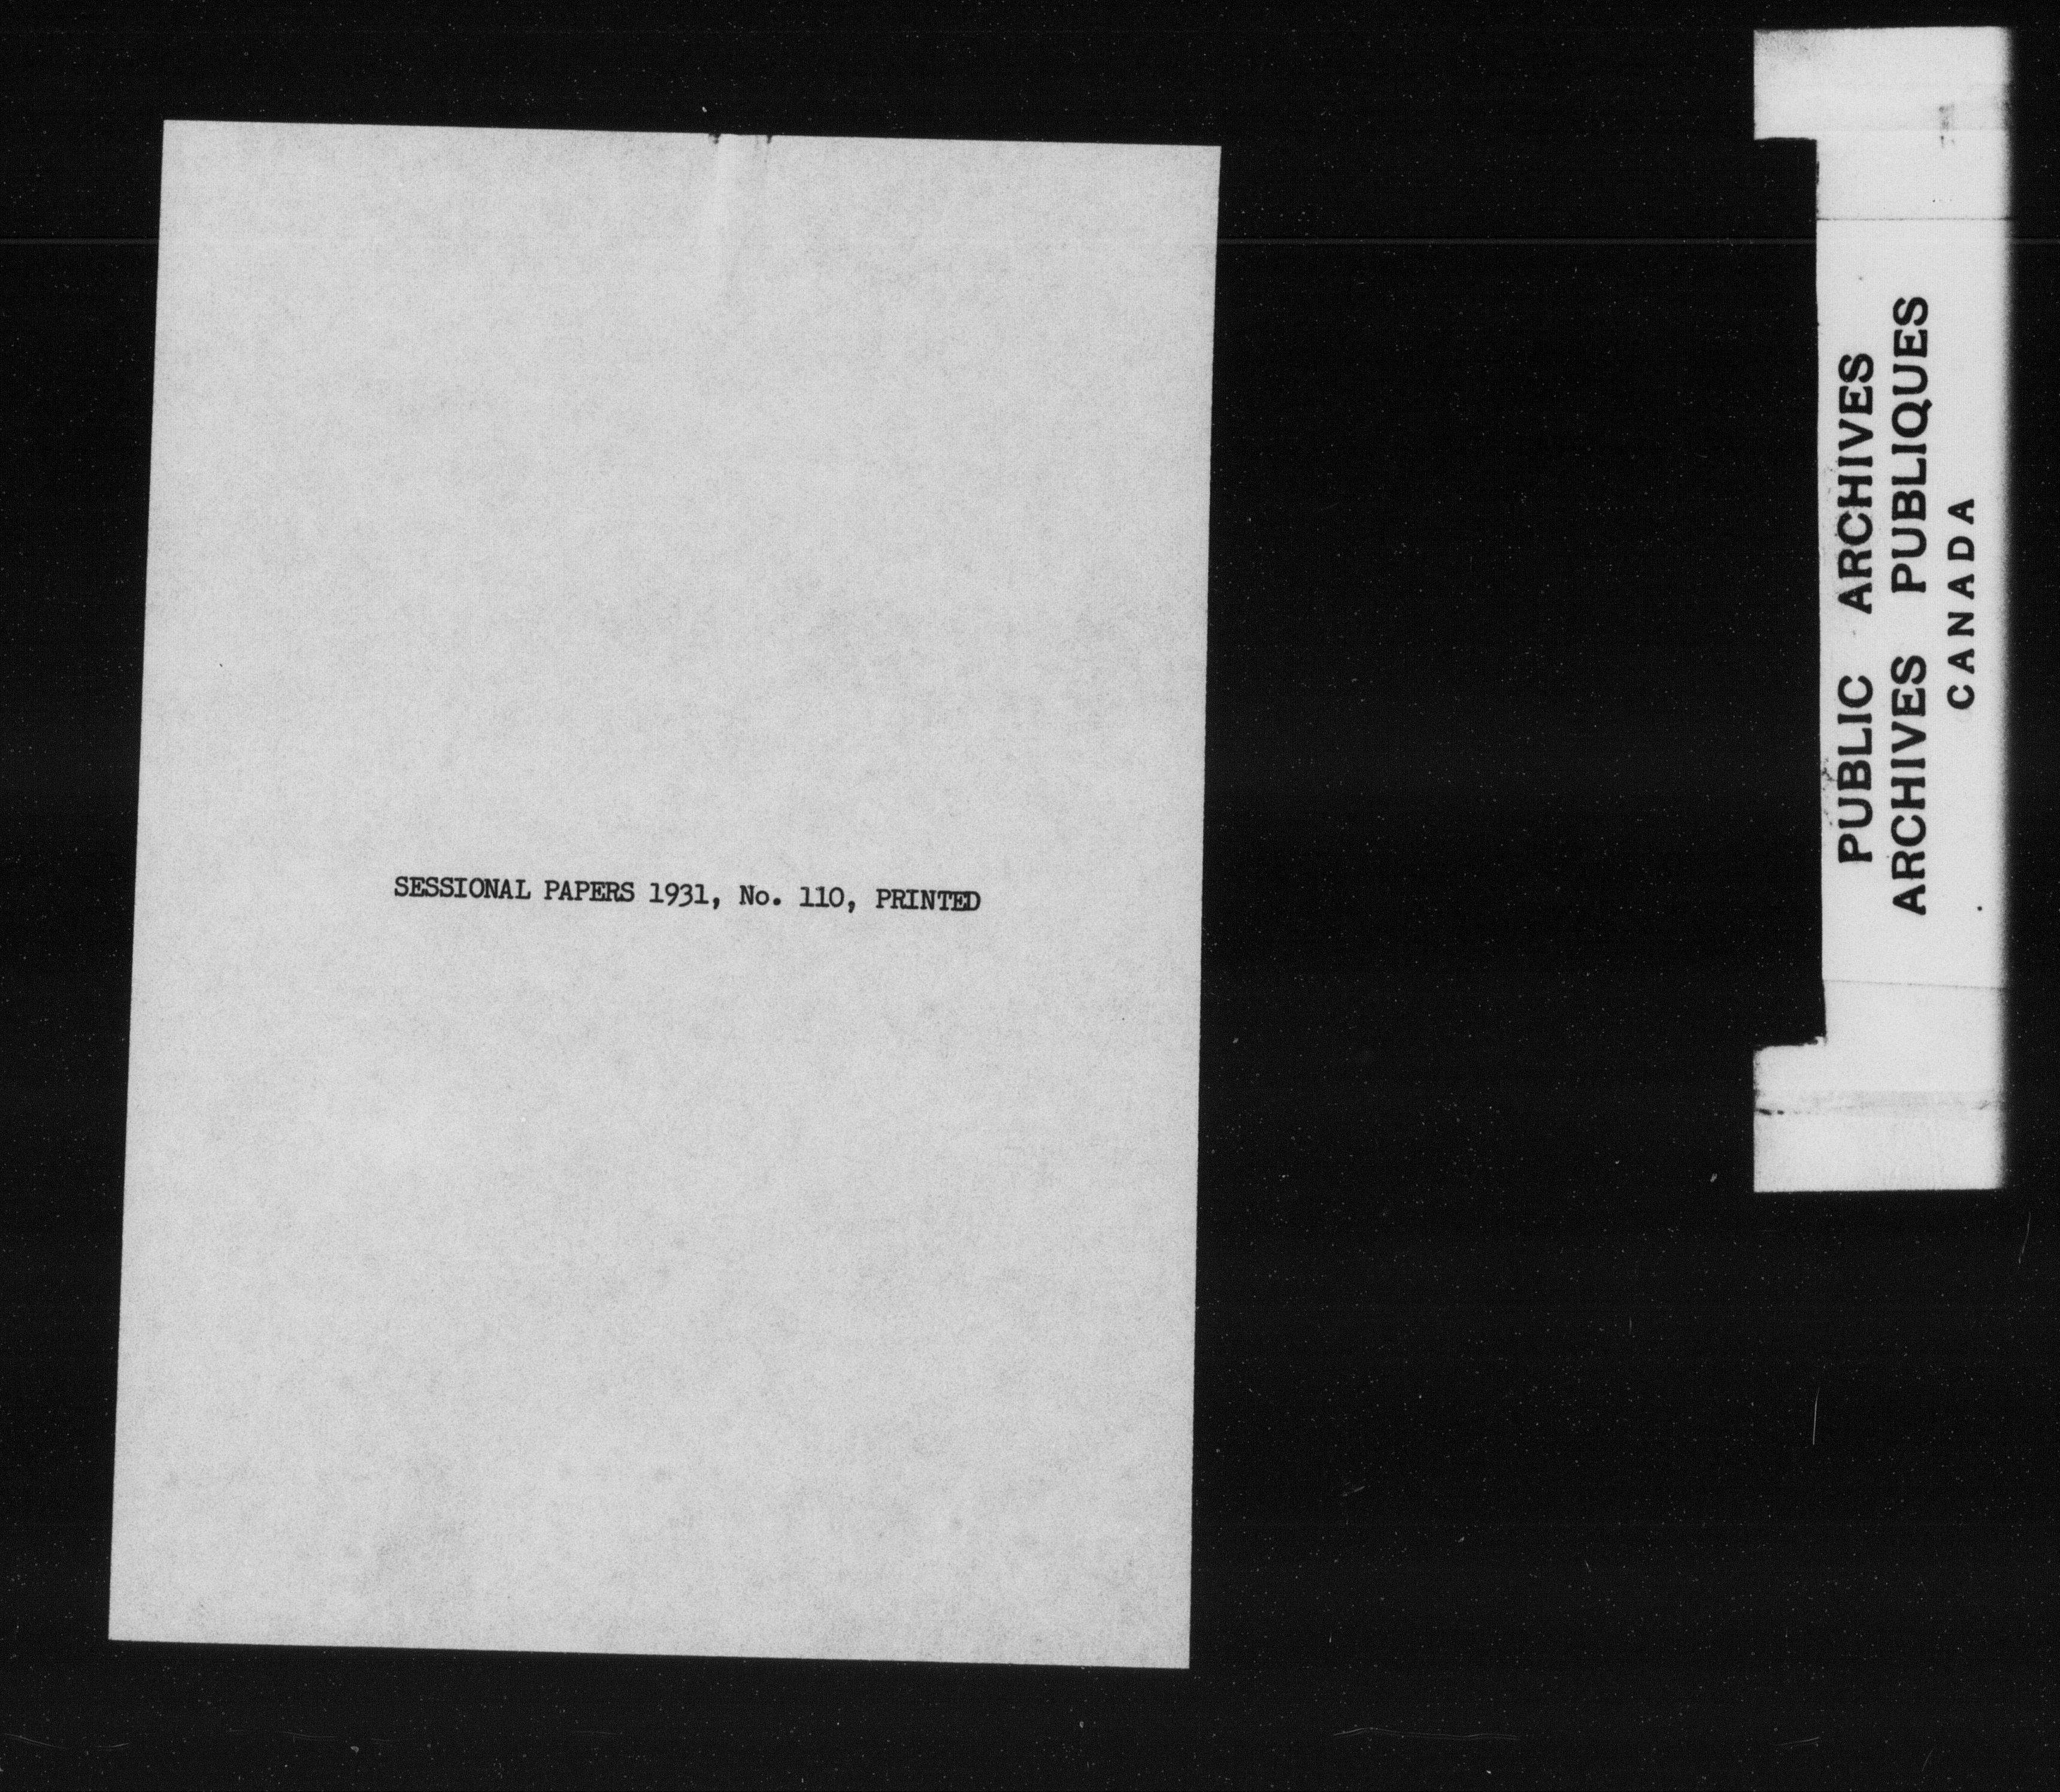 SESSIONAL PAPERS 1931, No. 110, PRINTED
PUBLIC ARCHIVES
ARCHIVES PUBLIQUES
CANADA